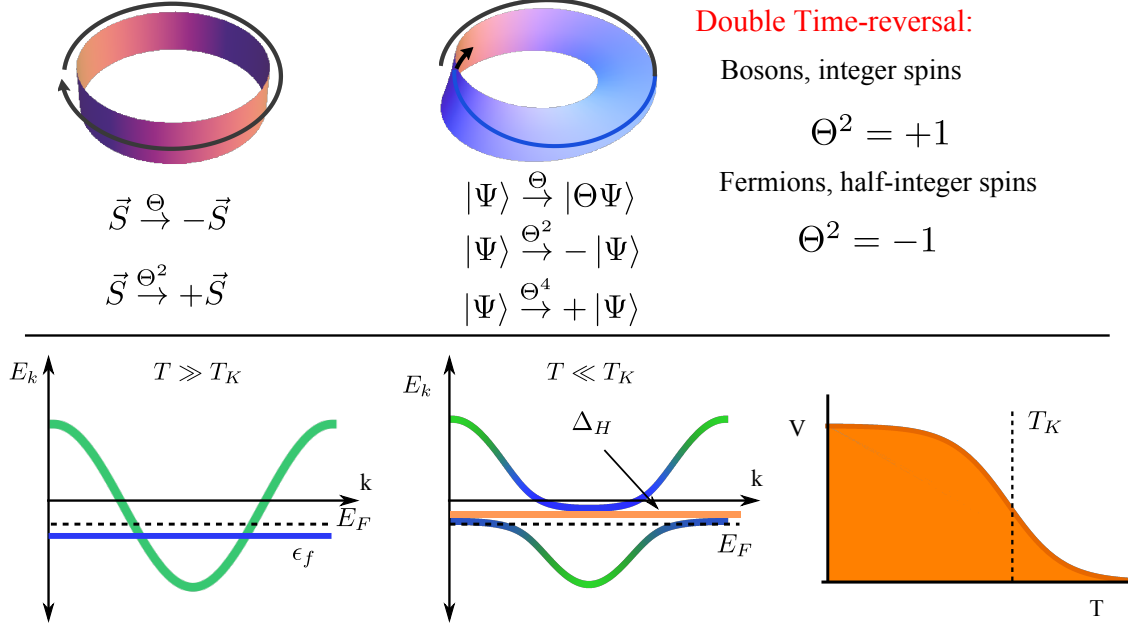 Double Time-reversal:
Bosons, integer spins
Θ² = +1
Fermions, half-integer spins
Θ² = −1
S⃗ →^Θ −S⃗
S⃗ →^Θ² +S⃗
|Ψ⟩ →^Θ |ΘΨ⟩
|Ψ⟩ →^Θ² − |Ψ⟩
|Ψ⟩ →^Θ⁴ + |Ψ⟩
E_k
T ≫ T_K
k
E_F
ϵ_f
E_k
T ≪ T_K
Δ_H
k
E_F
V
T_K
T